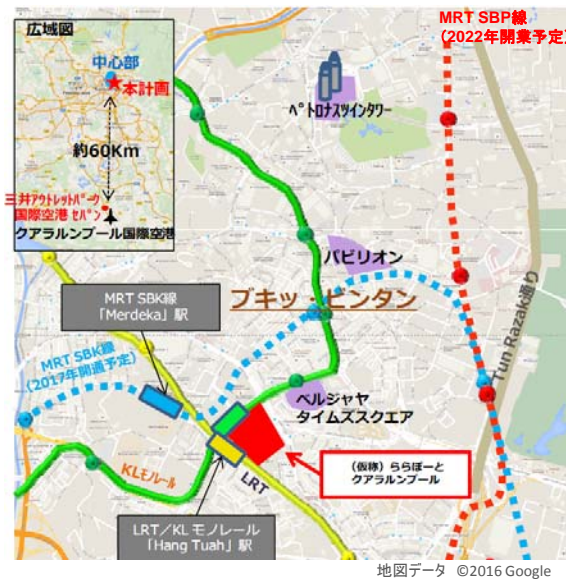 広域図
中心部
本計画
約60Km
三井アウトレットパーク
国際空港 セパン
クアラルンプール国際空港
MRT SBP線
(2022年開業予定)
ペトロナスツインタワー
パビリオン
ブキッ・ビンタン
Tun Razak通り
MRT SBK線
「Merdeka」駅
MRT SBK線
(2017年開通予定)
ベルジャヤ
タイムズスクエア
KLモノレール
LRT
(仮称)ららぽーと
クアラルンプール
LRT/KL モノレール
「Hang Tuah」駅
地図データ ©2016 Google